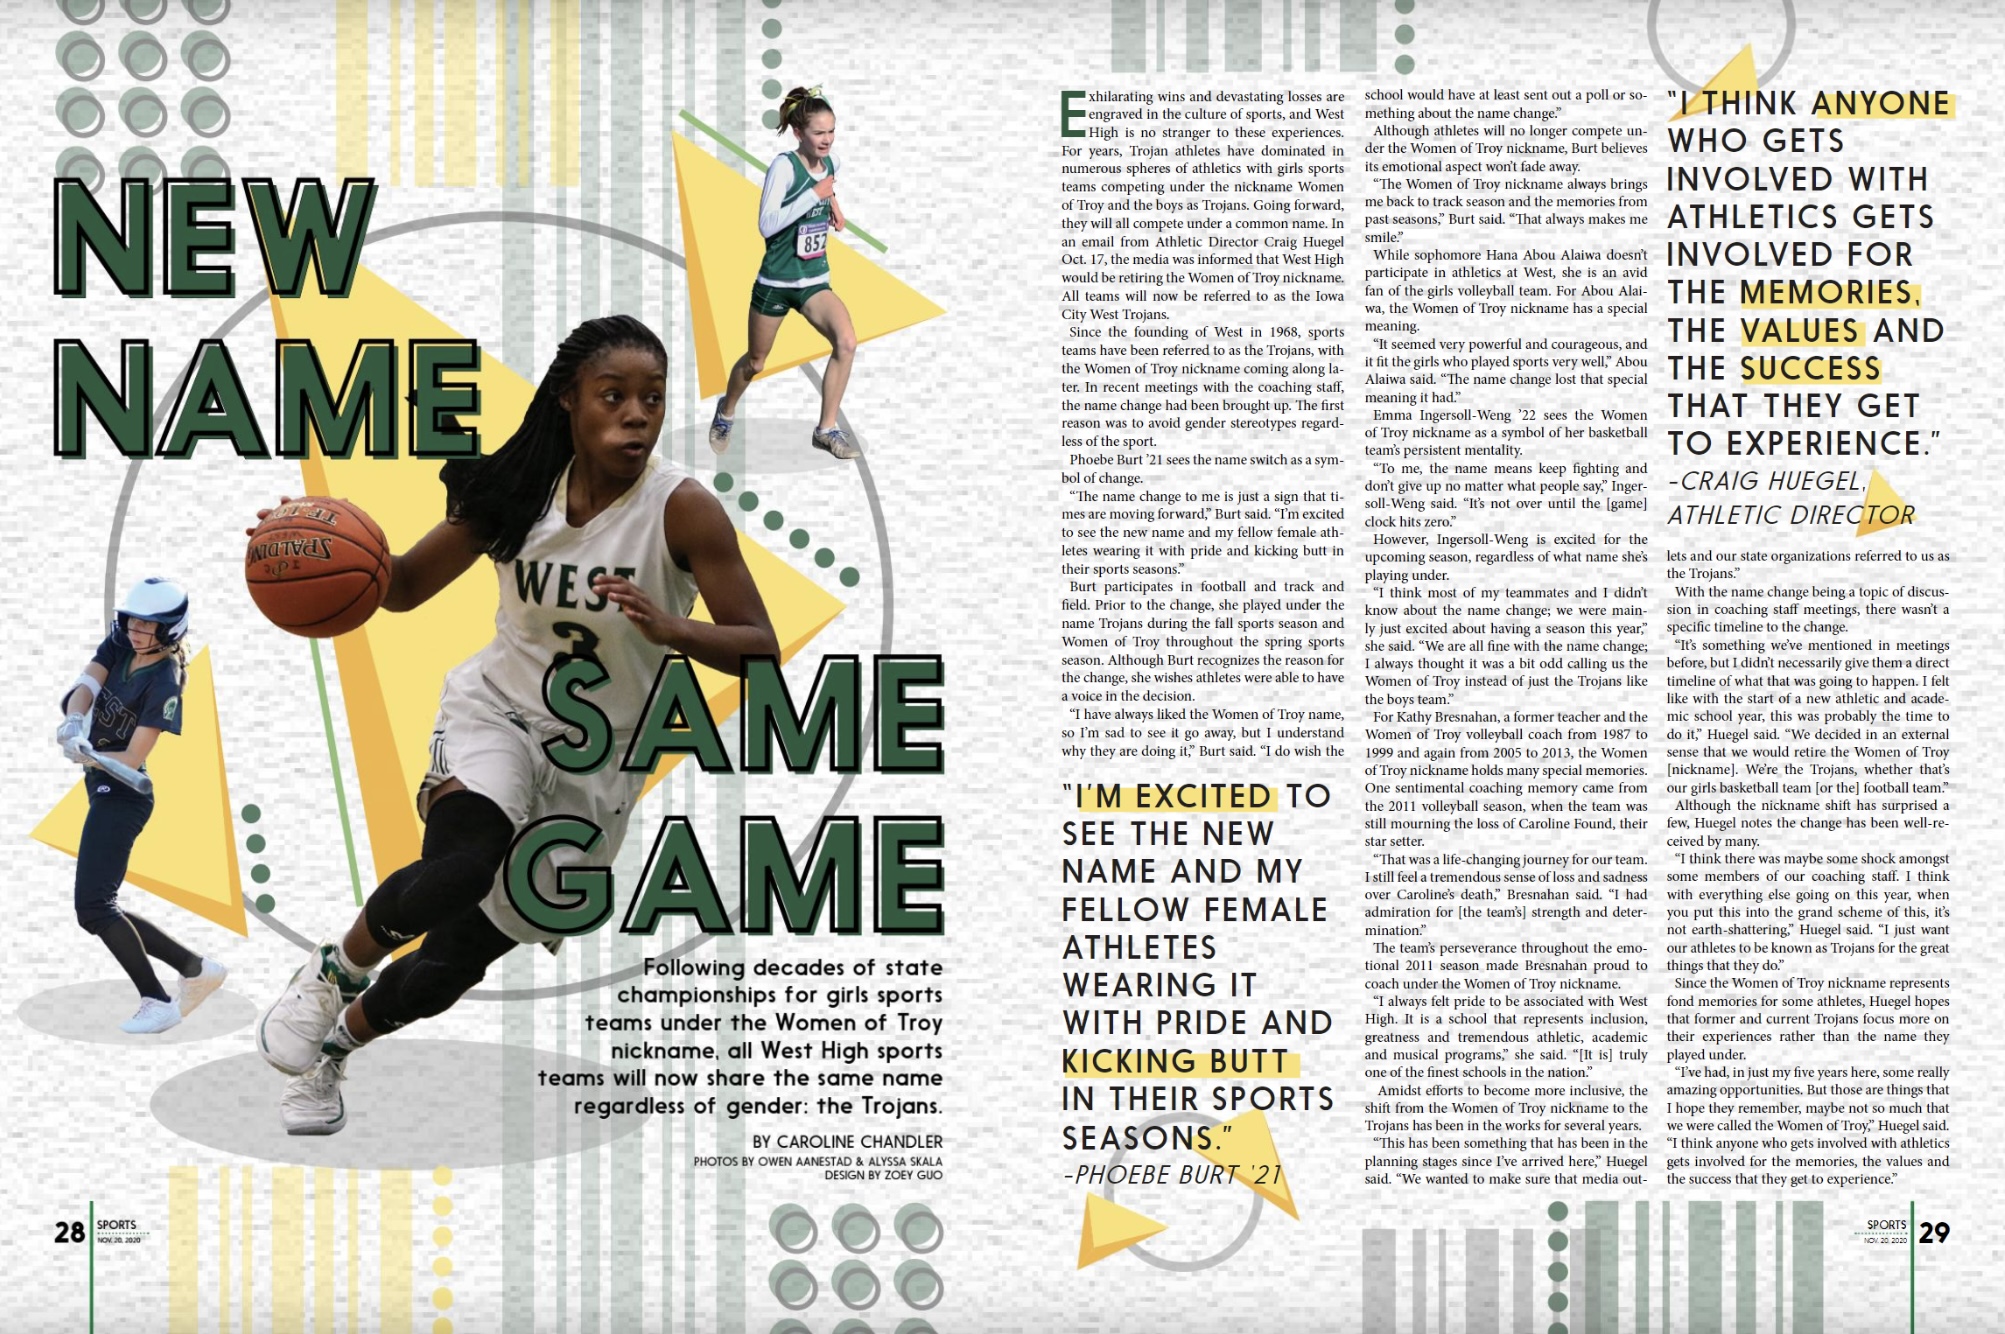 NEW
NAME
SAME
GAME
Following decades of state
championships for girls sports
teams under the Women of Troy
nickname, all West High sports
teams will now share the same name
regardless of gender: the Trojans.
BY CAROLINE CHANDLER
PHOTOS BY OWEN AANESTAD & ALYSSA SKALA
DESIGN BY ZOEY GUO
852
SPALDING
WEST
3
28
SPORTS
NOV. 20, 2020
Exhilarating wins and devastating losses are
engraved in the culture of sports, and West
High is no stranger to these experiences.
For years, Trojan athletes have dominated in
numerous spheres of athletics with girls sports
teams competing under the nickname Women
of Troy and the boys as Trojans. Going forward,
they will all compete under a common name. In
an email from Athletic Director Craig Huegel
Oct. 17, the media was informed that West High
would be retiring the Women of Troy nickname.
All teams will now be referred to as the Iowa
City West Trojans.
Since the founding of West in 1968, sports
teams have been referred to as the Trojans, with
the Women of Troy nickname coming along la-
ter. In recent meetings with the coaching staff,
the name change had been brought up. The first
reason was to avoid gender stereotypes regard-
less of the sport.
Phoebe Burt ’21 sees the name switch as a sym-
bol of change.
“The name change to me is just a sign that ti-
mes are moving forward,” Burt said. “I’m excited
to see the new name and my fellow female ath-
letes wearing it with pride and kicking butt in
their sports seasons.”
Burt participates in football and track and
field. Prior to the change, she played under the
name Trojans during the fall sports season and
Women of Troy throughout the spring sports
season. Although Burt recognizes the reason for
the change, she wishes athletes were able to have
a voice in the decision.
“I have always liked the Women of Troy name,
so I’m sad to see it go away, but I understand
why they are doing it,” Burt said. “I do wish the
“I’M EXCITED TO
SEE THE NEW
NAME AND MY
FELLOW FEMALE
ATHLETES
WEARING IT
WITH PRIDE AND
KICKING BUTT
IN THEIR SPORTS
SEASONS.”
-PHOEBE BURT ’21
school would have at least sent out a poll or so-
mething about the name change.”
Although athletes will no longer compete un-
der the Women of Troy nickname, Burt believes
its emotional aspect won’t fade away.
“The Women of Troy nickname always brings
me back to track season and the memories from
past seasons,” Burt said. “That always makes me
smile.”
While sophomore Hana Abou Alaiwa doesn’t
participate in athletics at West, she is an avid
fan of the girls volleyball team. For Abou Alai-
wa, the Women of Troy nickname has a special
meaning.
“It seemed very powerful and courageous, and
it fit the girls who played sports very well,” Abou
Alaiwa said. “The name change lost that special
meaning it had.”
Emma Ingersoll-Weng ’22 sees the Women
of Troy nickname as a symbol of her basketball
team’s persistent mentality.
“To me, the name means keep fighting and
don’t give up no matter what people say,” Inger-
soll-Weng said. “It’s not over until the [game]
clock hits zero.”
However, Ingersoll-Weng is excited for the
upcoming season, regardless of what name she’s
playing under.
“I think most of my teammates and I didn’t
know about the name change; we were main-
ly just excited about having a season this year,”
she said. “We are all fine with the name change;
I always thought it was a bit odd calling us the
Women of Troy instead of just the Trojans like
the boys team.”
For Kathy Bresnahan, a former teacher and the
Women of Troy volleyball coach from 1987 to
1999 and again from 2005 to 2013, the Women
of Troy nickname holds many special memories.
One sentimental coaching memory came from
the 2011 volleyball season, when the team was
still mourning the loss of Caroline Found, their
star setter.
“That was a life-changing journey for our team.
I still feel a tremendous sense of loss and sadness
over Caroline’s death,” Bresnahan said. “I had
admiration for [the team’s] strength and deter-
mination.”
The team’s perseverance throughout the emo-
tional 2011 season made Bresnahan proud to
coach under the Women of Troy nickname.
“I always felt pride to be associated with West
High. It is a school that represents inclusion,
greatness and tremendous athletic, academic
and musical programs,” she said. “[It is] truly
one of the finest schools in the nation.”
Amidst efforts to become more inclusive, the
shift from the Women of Troy nickname to the
Trojans has been in the works for several years.
“This has been something that has been in the
planning stages since I’ve arrived here,” Huegel
said. “We wanted to make sure that media out-
“I THINK ANYONE
WHO GETS
INVOLVED WITH
ATHLETICS GETS
INVOLVED FOR
THE MEMORIES,
THE VALUES AND
THE SUCCESS
THAT THEY GET
TO EXPERIENCE.”
-CRAIG HUEGEL,
ATHLETIC DIRECTOR
lets and our state organizations referred to us as
the Trojans.”
With the name change being a topic of discus-
sion in coaching staff meetings, there wasn’t a
specific timeline to the change.
“It’s something we’ve mentioned in meetings
before, but I didn’t necessarily give them a direct
timeline of what that was going to happen. I felt
like with the start of a new athletic and acade-
mic school year, this was probably the time to
do it,” Huegel said. “We decided in an external
sense that we would retire the Women of Troy
[nickname]. We’re the Trojans, whether that’s
our girls basketball team [or the] football team.”
Although the nickname shift has surprised a
few, Huegel notes the change has been well-re-
ceived by many.
“I think there was maybe some shock amongst
some members of our coaching staff. I think
with everything else going on this year, when
you put this into the grand scheme of this, it’s
not earth-shattering,” Huegel said. “I just want
our athletes to be known as Trojans for the great
things that they do.”
Since the Women of Troy nickname represents
fond memories for some athletes, Huegel hopes
that former and current Trojans focus more on
their experiences rather than the name they
played under.
“I’ve had, in just my five years here, some really
amazing opportunities. But those are things that
I hope they remember, maybe not so much that
we were called the Women of Troy,” Huegel said.
“I think anyone who gets involved with athletics
gets involved for the memories, the values and
the success that they get to experience.”
SPORTS
NOV. 20, 2020
29